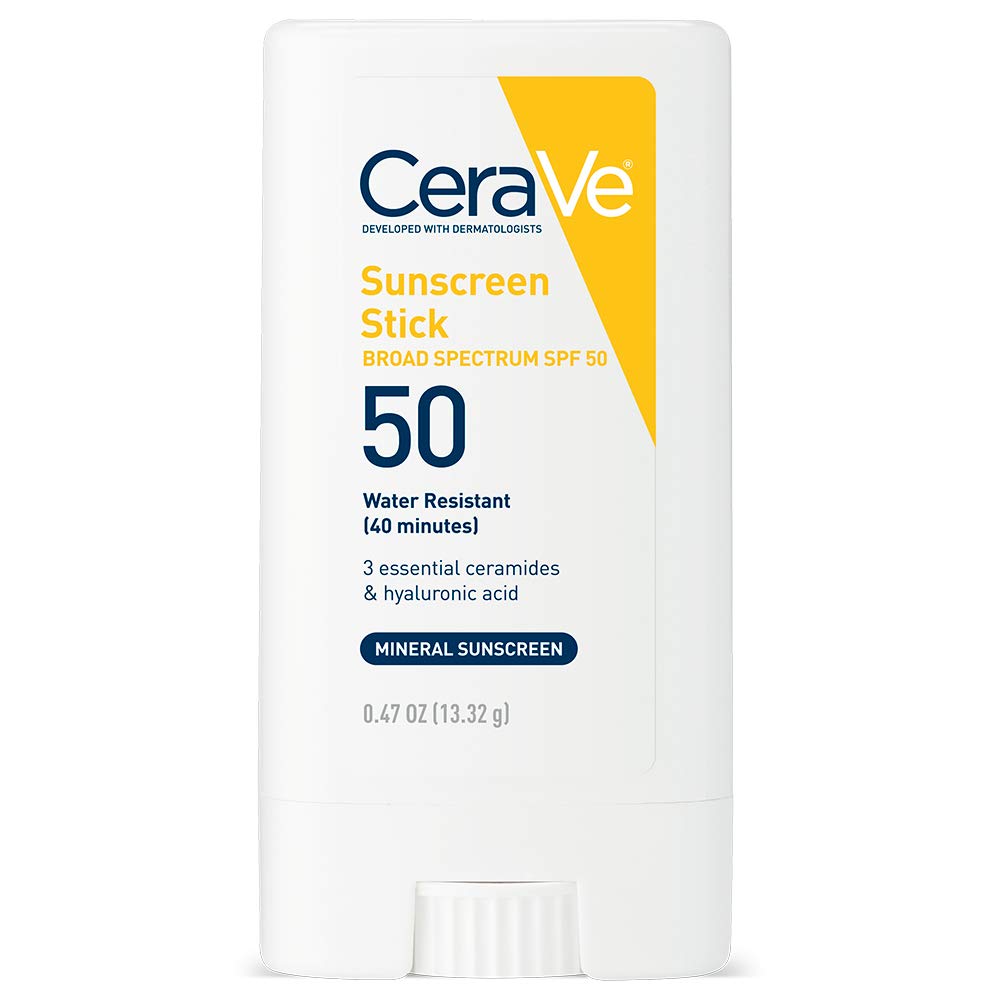 CeraVe®
DEVELOPED WITH DERMATOLOGISTS
Sunscreen
Stick
BROAD SPECTRUM SPF 50
50
Water Resistant
(40 minutes)
3 essential ceramides
& hyaluronic acid
MINERAL SUNSCREEN
0.47 OZ (13.32 g)